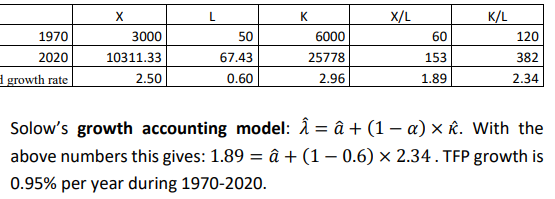 X L K X/L K/L
1970 3000 50 6000 60 120
2020 10311.33 67.43 25778 153 382
growth rate 2.50 0.60 2.96 1.89 2.34
Solow's growth accounting model: λ̂ = â + (1 − α) × κ̂. With the
above numbers this gives: 1.89 = â + (1 − 0.6) × 2.34 . TFP growth is
0.95% per year during 1970-2020.